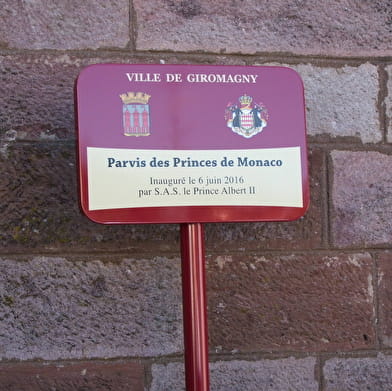 VILLE DE GIROMAGNY
Parvis des Princes de Monaco
Inauguré le 6 juin 2016
par S.A.S. le Prince Albert II